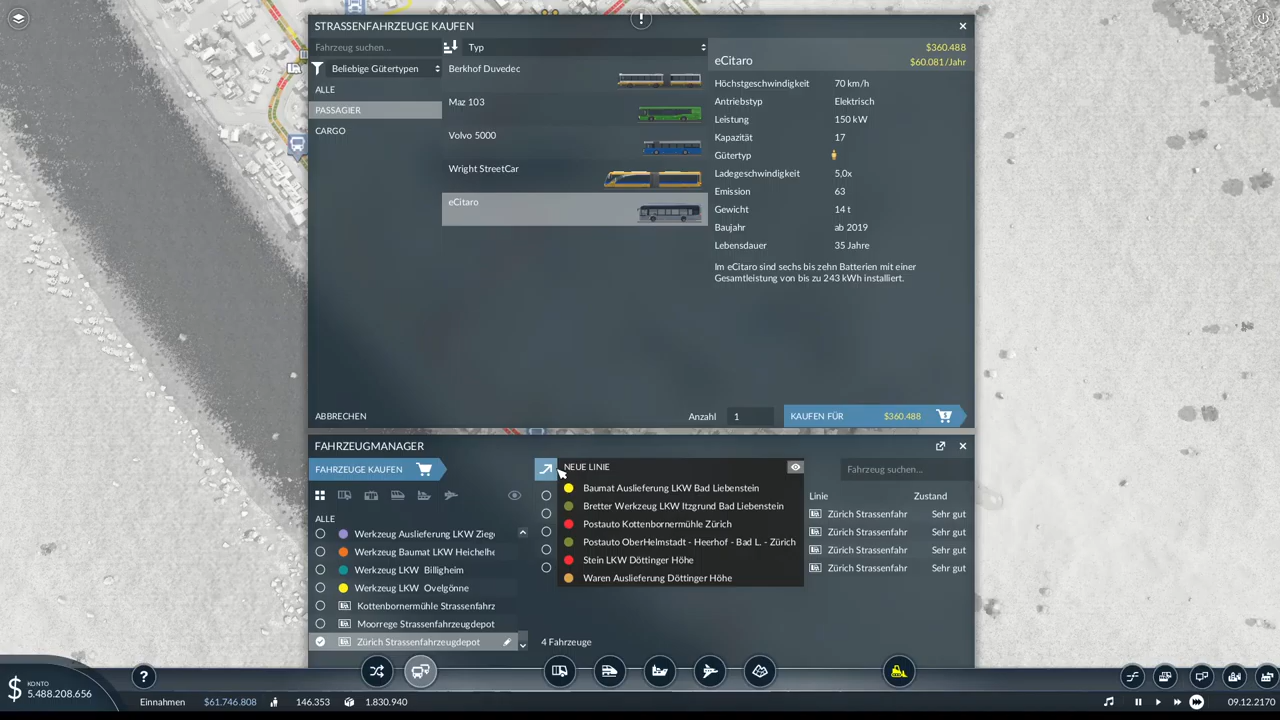 STRASSENFAHRZEUGE KAUFEN
Fahrzeug suchen...
Typ
Beliebige Gütertypen
ALLE
PASSAGIER
CARGO
Berkhof Duvedec
Maz 103
Volvo 5000
Wright StreetCar
eCitaro
$360.488
eCitaro
$60.081/Jahr
Höchstgeschwindigkeit 70 km/h
Antriebstyp Elektrisch
Leistung 150 kW
Kapazität 17
Gütertyp
Ladegeschwindigkeit 5,0x
Emission 63
Gewicht 14 t
Baujahr ab 2019
Lebensdauer 35 Jahre
Im eCitaro sind sechs bis zehn Batterien mit einer
Gesamtleistung von bis zu 243 kWh installiert.
ABBRECHEN
Anzahl 1
KAUFEN FÜR $360.488
FAHRZEUGMANAGER
FAHRZEUGE KAUFEN
ALLE
Werkzeug Auslieferung LKW Zieg
Werkzeug Baumat LKW Heichelhe
Werkzeug LKW Billigheim
Werkzeug LKW Ovelgönne
Kottenbornermühle Strassenfahrz
Moorrege Strassenfahrzeugdepot
Zürich Strassenfahrzeugdepot
NEUE LINIE
Baumat Auslieferung LKW Bad Liebenstein
Bretter Werkzeug LKW Itzgrund Bad Liebenstein
Postauto Kottenbornermühle Zürich
Postauto OberHelmstadt - Heerhof - Bad L. - Zürich
Stein LKW Döttinger Höhe
Waren Auslieferung Döttinger Höhe
4 Fahrzeuge
Fahrzeug suchen...
Linie Zustand
Zürich Strassenfahr Sehr gut
Zürich Strassenfahr Sehr gut
Zürich Strassenfahr Sehr gut
Zürich Strassenfahr Sehr gut
$ KONTO
5.488.208.656
?
Einnahmen $61.746.808 146.353 1.830.940
09.12.2170